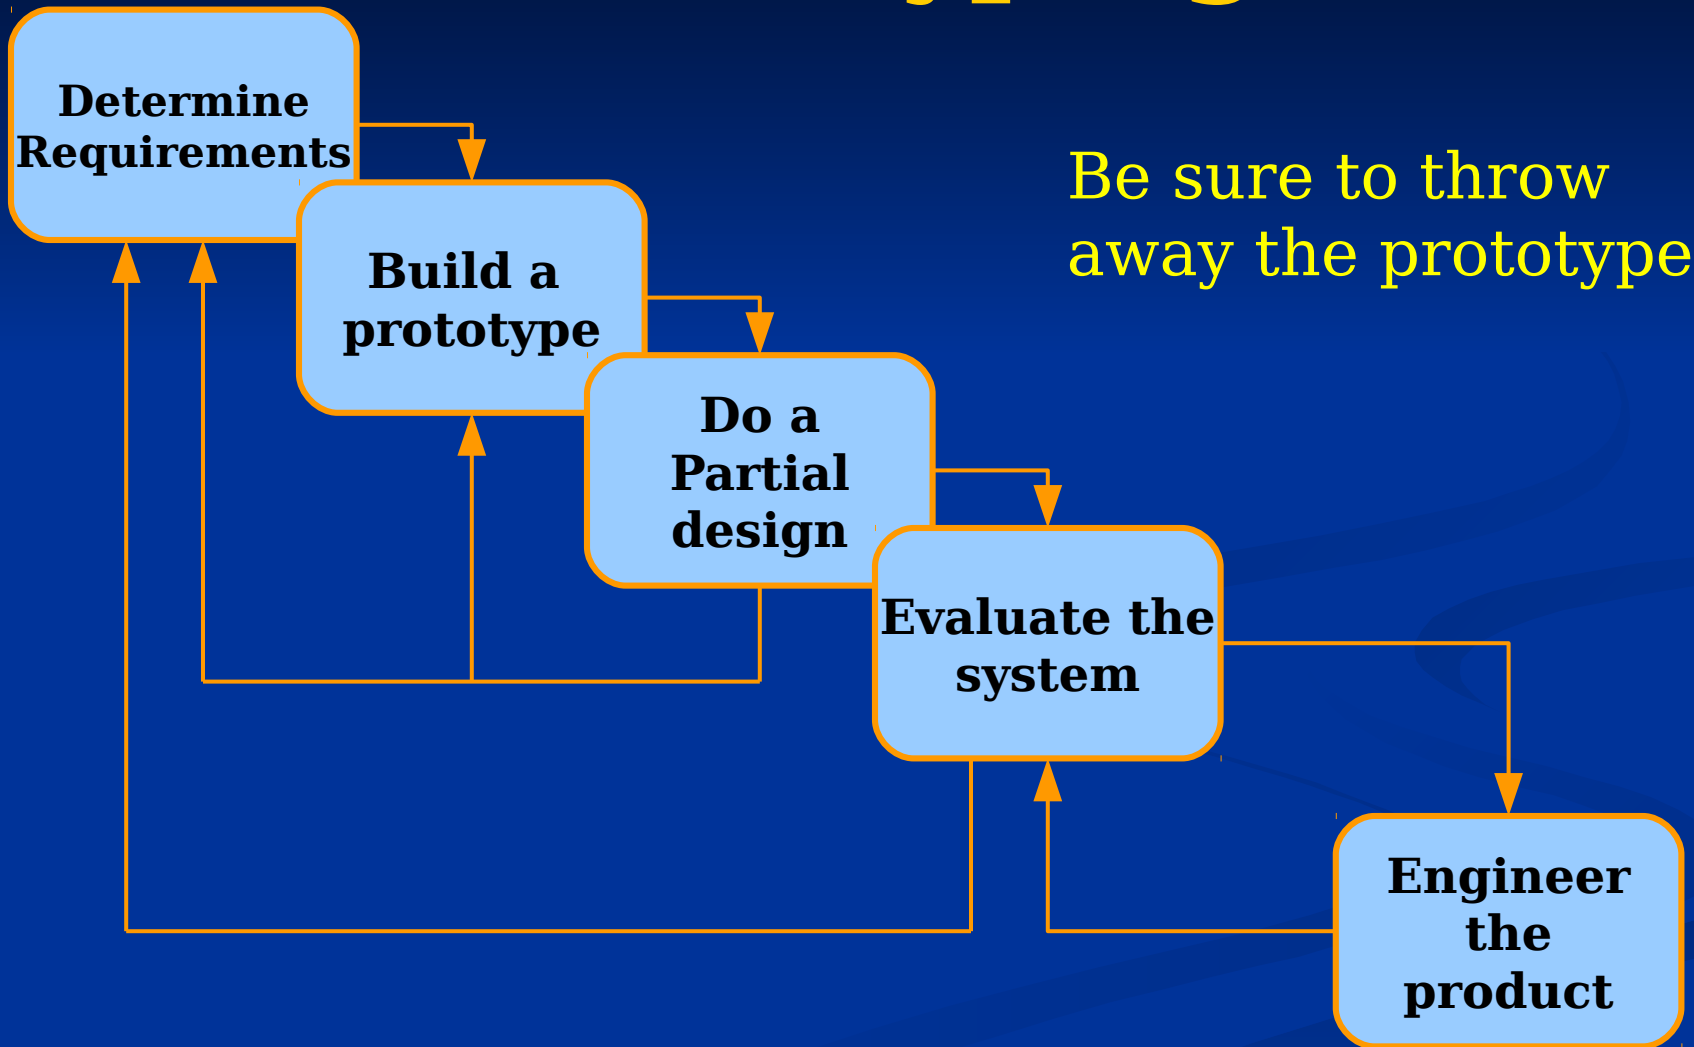 Determine
Requirements
Be sure to throw
away the prototype
Build a
prototype
Do a
Partial
design
Evaluate the
system
Engineer
the
product